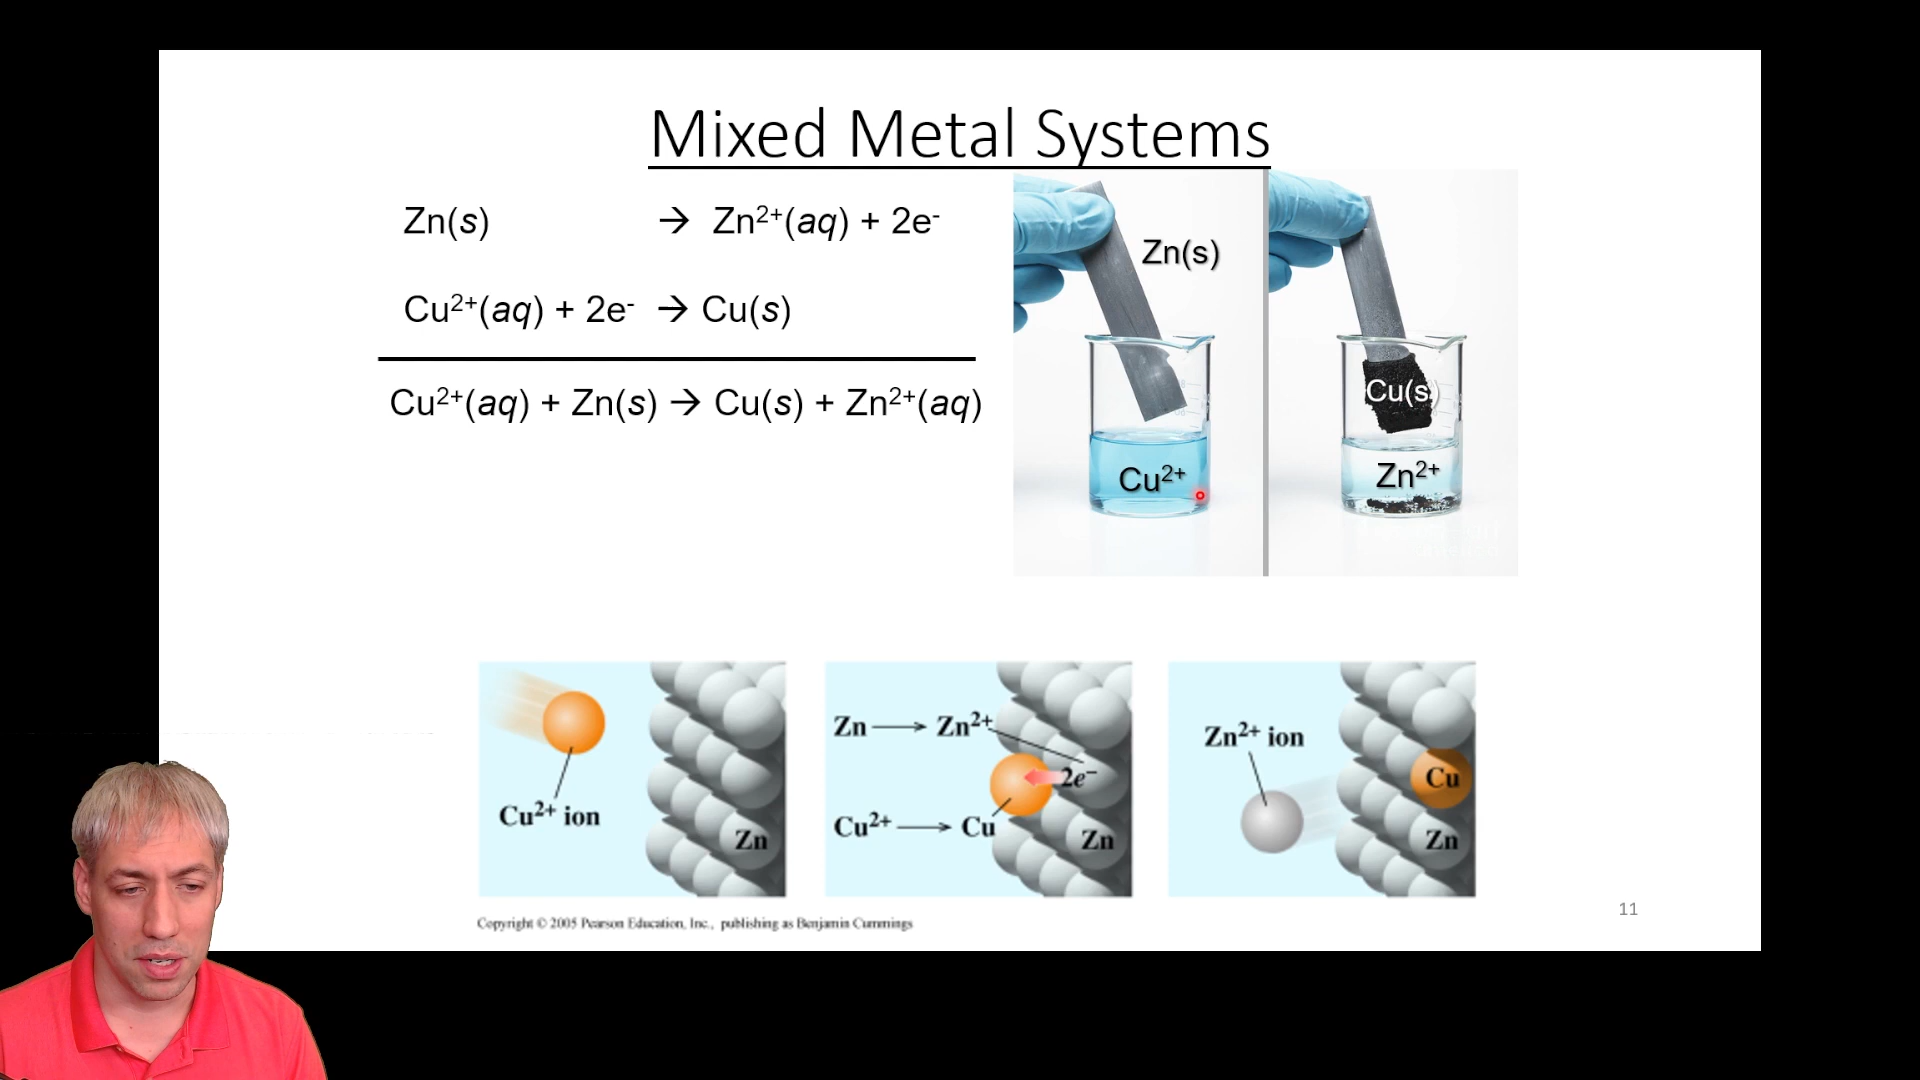 Mixed Metal Systems
Zn(s) → Zn²⁺(aq) + 2e⁻
Cu²⁺(aq) + 2e⁻ → Cu(s)
Cu²⁺(aq) + Zn(s) → Cu(s) + Zn²⁺(aq)
Zn(s)
Cu²⁺
Cu(s)
Zn²⁺
Cu²⁺ ion
Zn
Zn → Zn²⁺
2e⁻
Cu²⁺ → Cu
Zn
Zn²⁺ ion
Cu
Zn
Copyright © 2005 Pearson Education, Inc., publishing as Benjamin Cummings
11